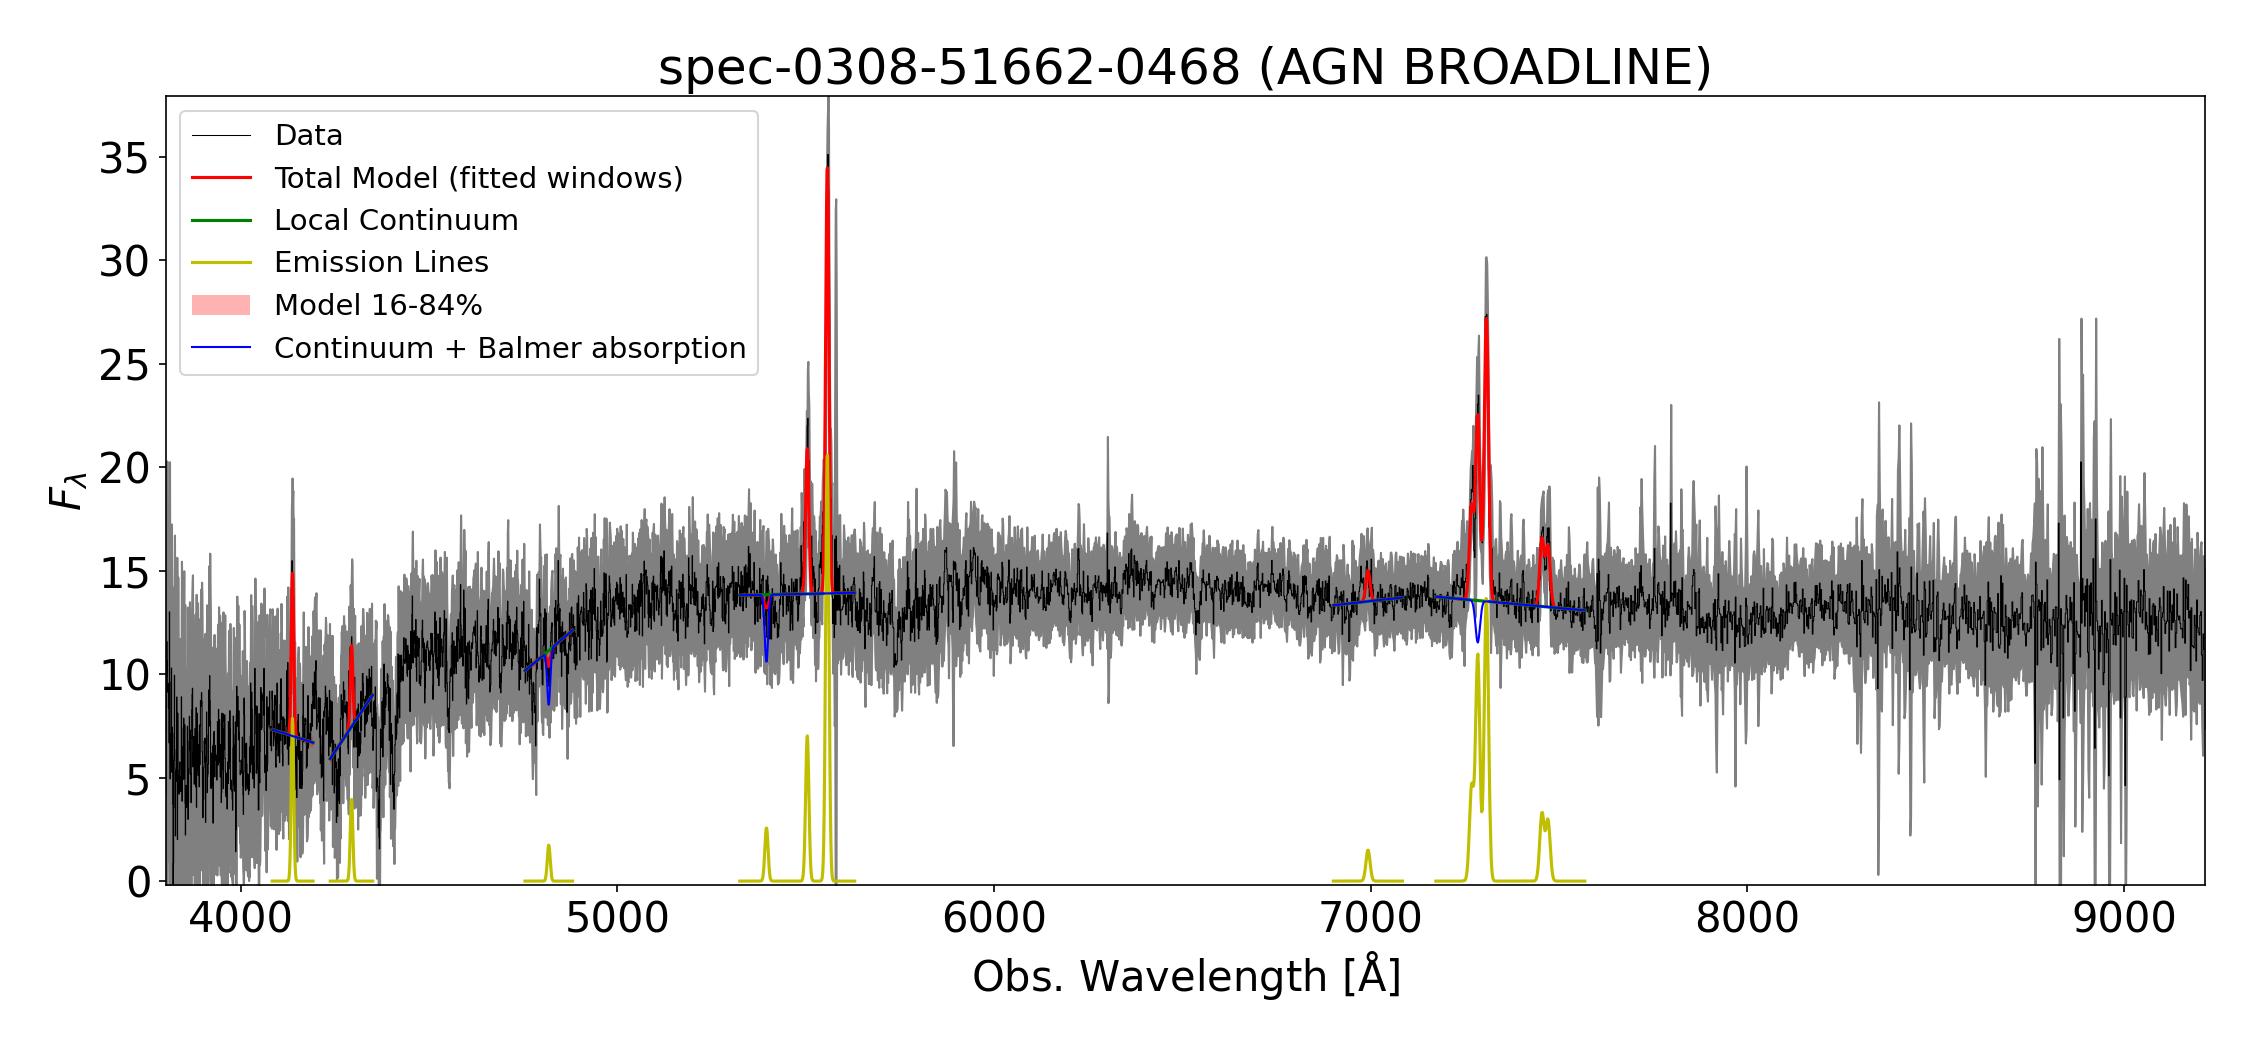 spec-0308-51662-0468 (AGN BROADLINE)
Data
Total Model (fitted windows)
Local Continuum
Emission Lines
Model 16-84%
Continuum + Balmer absorption
35
30
25
20
15
10
5
0
Fλ
4000 5000 6000 7000 8000 9000
Obs. Wavelength [Å]